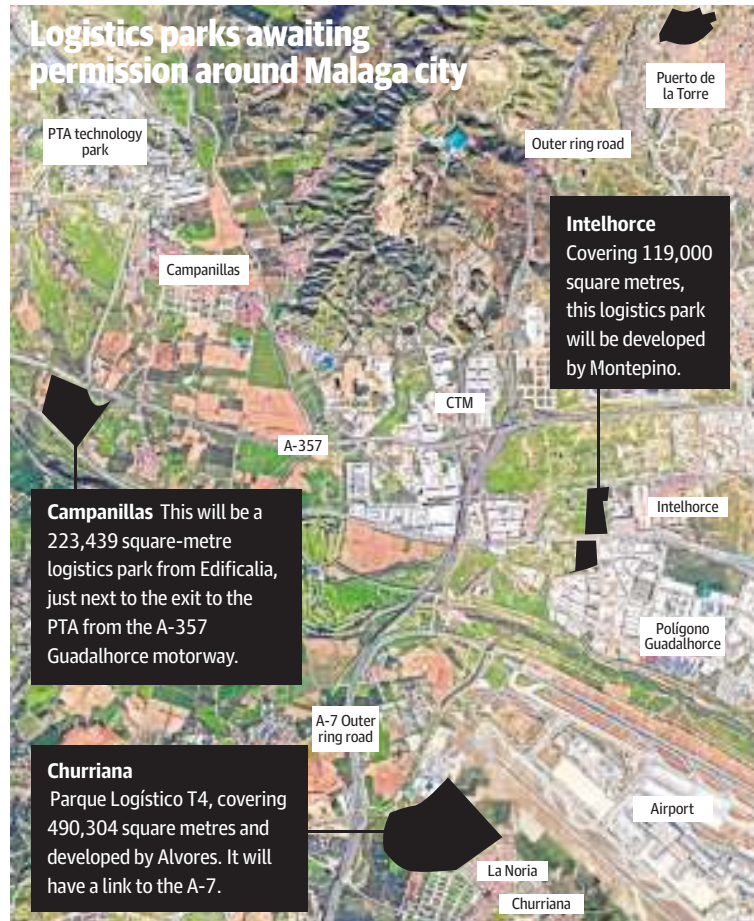 Logistics parks awaiting
permission around Malaga city
Puerto de
la Torre
PTA technology
park
Outer ring road
Intelhorce
Covering 119,000
square metres,
this logistics park
will be developed
by Montepino.
Campanillas
CTM
A-357
Campanillas This will be a
223,439 square-metre
logistics park from Edificalia,
just next to the exit to the
PTA from the A-357
Guadalhorce motorway.
Intelhorce
Polígono
Guadalhorce
A-7 Outer
ring road
Churriana
Parque Logístico T4, covering
490,304 square metres and
developed by Alvores. It will
have a link to the A-7.
Airport
La Noria
Churriana